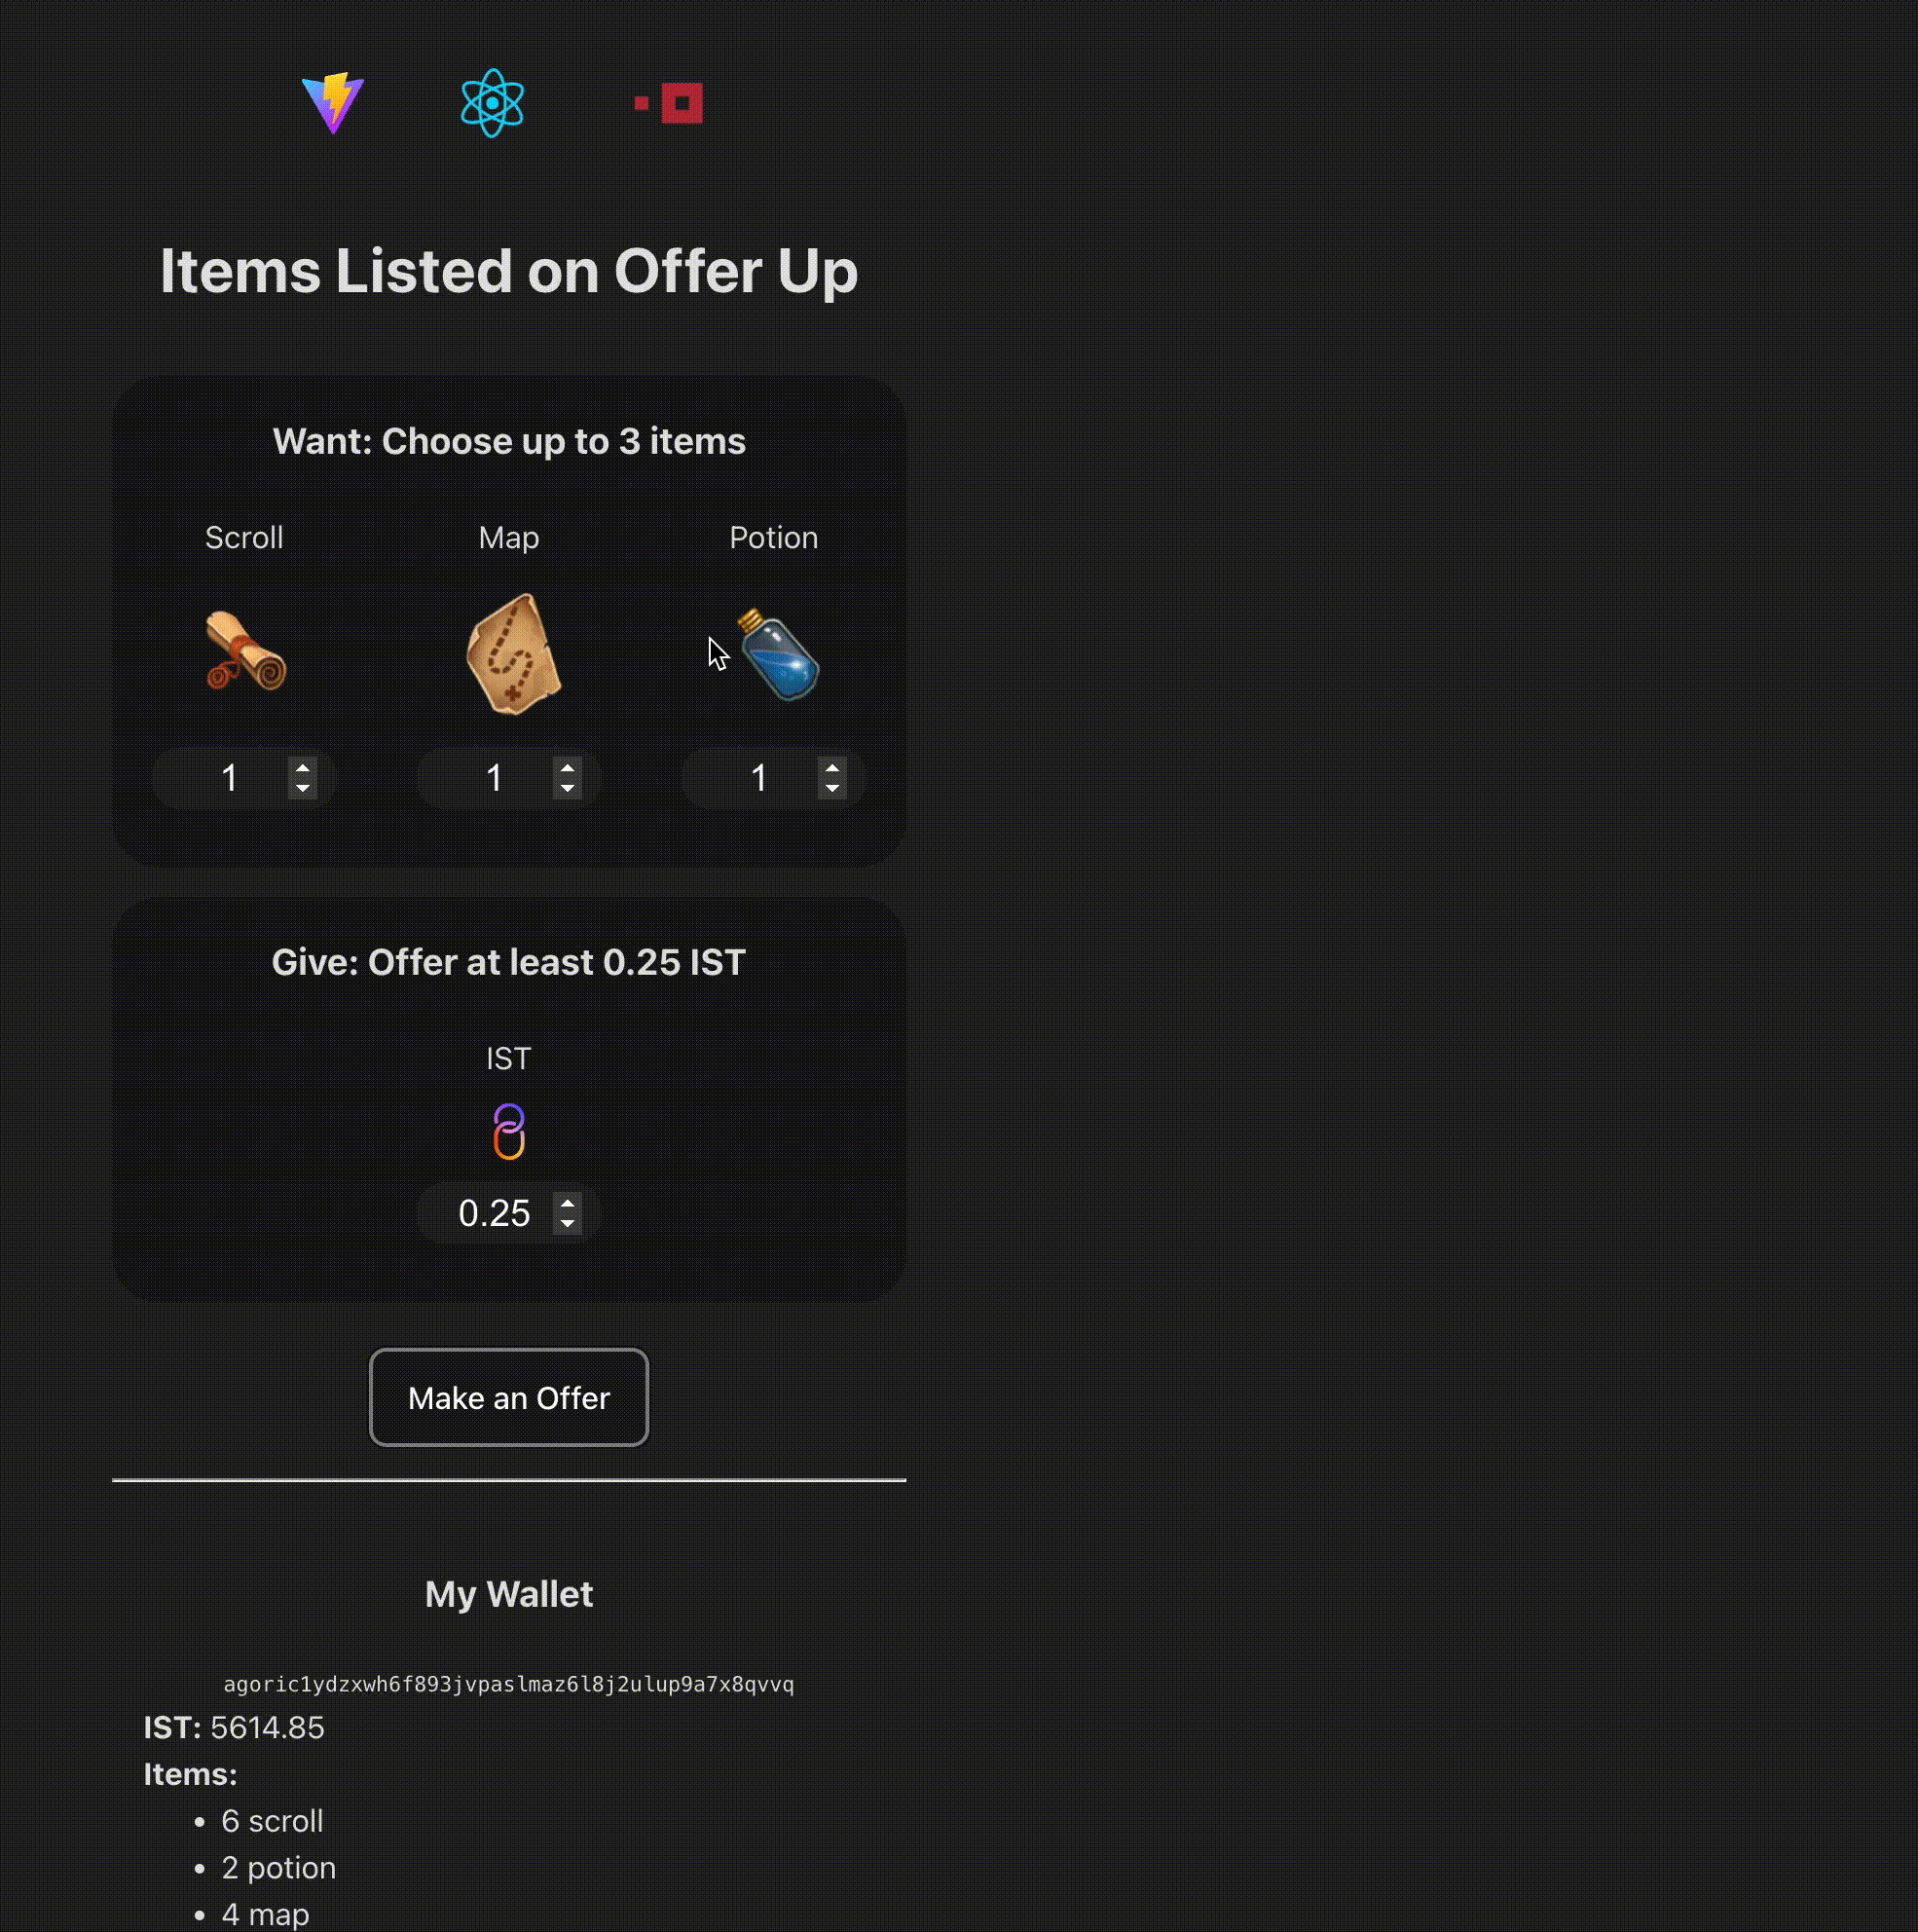 Items Listed on Offer Up
Want: Choose up to 3 items
Scroll Map Potion
1 1 1
Give: Offer at least 0.25 IST
IST
0.25
Make an Offer
My Wallet
agoric1ydzxwh6f893jvpaslmaz6l8j2ulup9a7x8qvvq
IST: 5614.85
Items:
• 6 scroll
• 2 potion
• 4 map